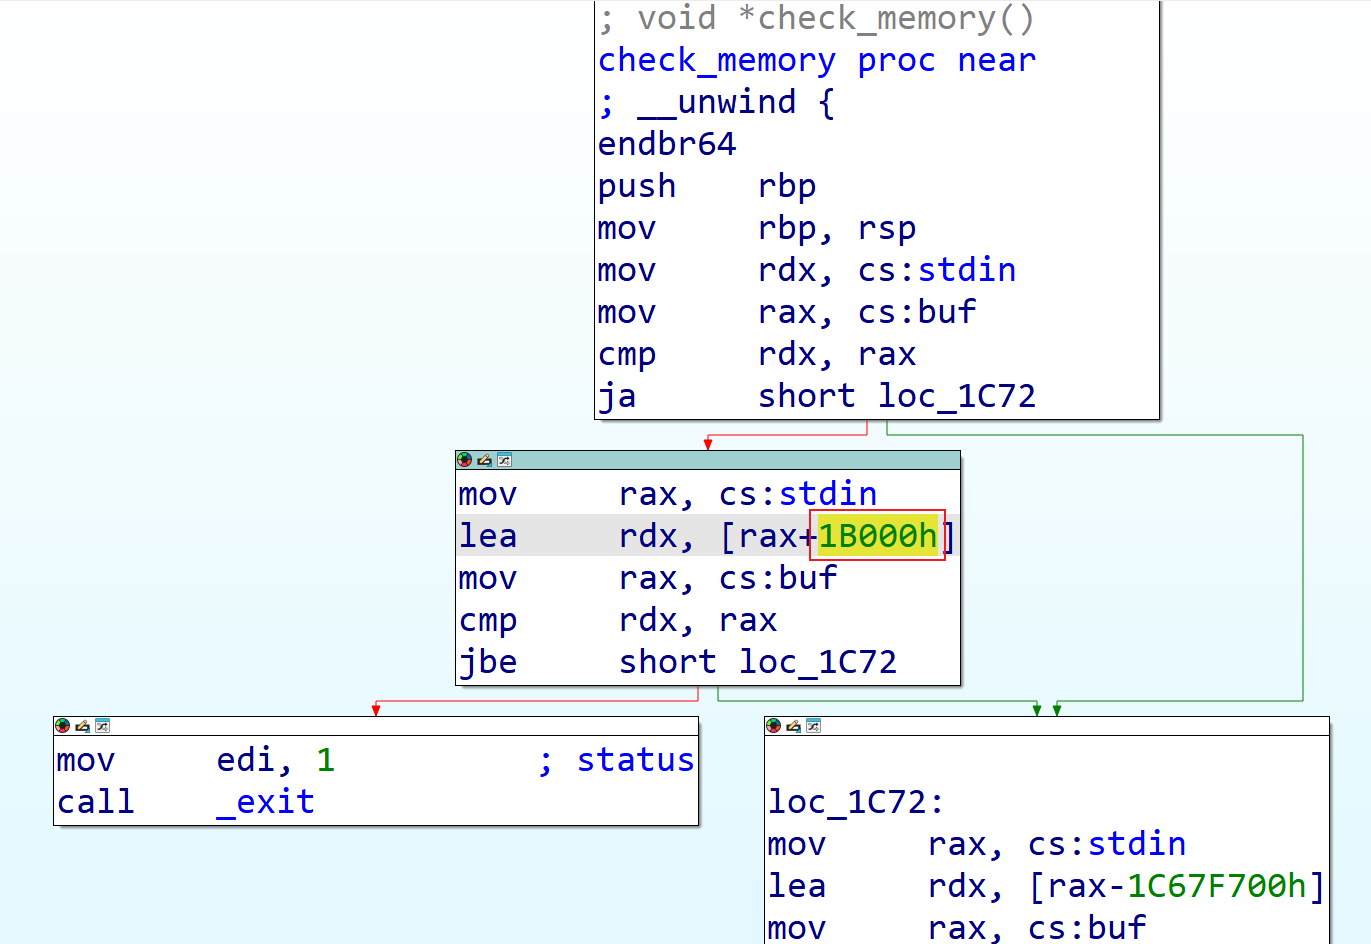 ; void *check_memory()
check_memory proc near
; __unwind {
endbr64
push    rbp
mov     rbp, rsp
mov     rdx, cs:stdin
mov     rax, cs:buf
cmp     rdx, rax
ja      short loc_1C72
mov     rax, cs:stdin
lea     rdx, [rax+1B000h]
mov     rax, cs:buf
cmp     rdx, rax
jbe     short loc_1C72
mov     edi, 1          ; status
call    _exit
loc_1C72:
mov     rax, cs:stdin
lea     rdx, [rax-1C67F700h]
mov     rax, cs:buf